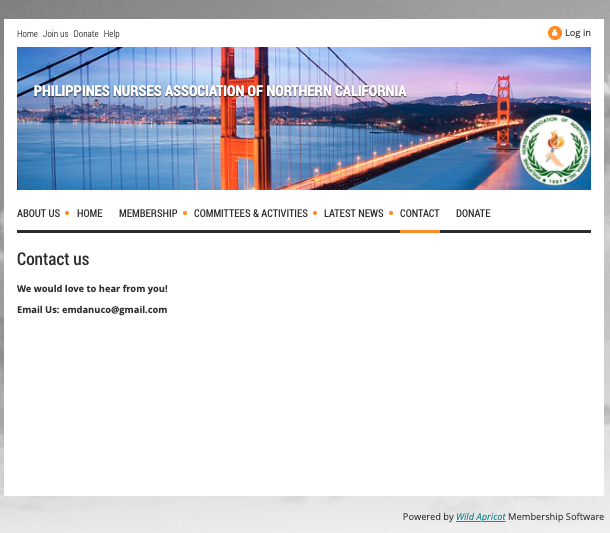 Home Join us Donate Help
Log in
PHILIPPINES NURSES ASSOCIATION OF NORTHERN CALIFORNIA
ABOUT US HOME MEMBERSHIP COMMITTEES & ACTIVITIES LATEST NEWS CONTACT DONATE
Contact us
We would love to hear from you!
Email Us: emdanuco@gmail.com
Powered by Wild Apricot Membership Software